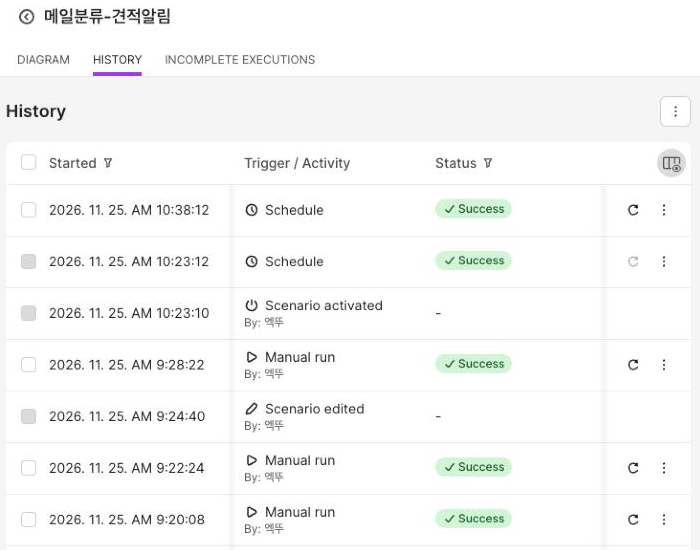 메일분류-견적알림
DIAGRAM HISTORY INCOMPLETE EXECUTIONS
History
Started Trigger / Activity Status
2026. 11. 25. AM 10:38:12 Schedule Success
2026. 11. 25. AM 10:23:12 Schedule Success
2026. 11. 25. AM 10:23:10 Scenario activated -
By: 엑뚜
2026. 11. 25. AM 9:28:22 Manual run Success
By: 엑뚜
2026. 11. 25. AM 9:24:40 Scenario edited -
By: 엑뚜
2026. 11. 25. AM 9:22:24 Manual run Success
By: 엑뚜
2026. 11. 25. AM 9:20:08 Manual run Success
By: 엑뚜